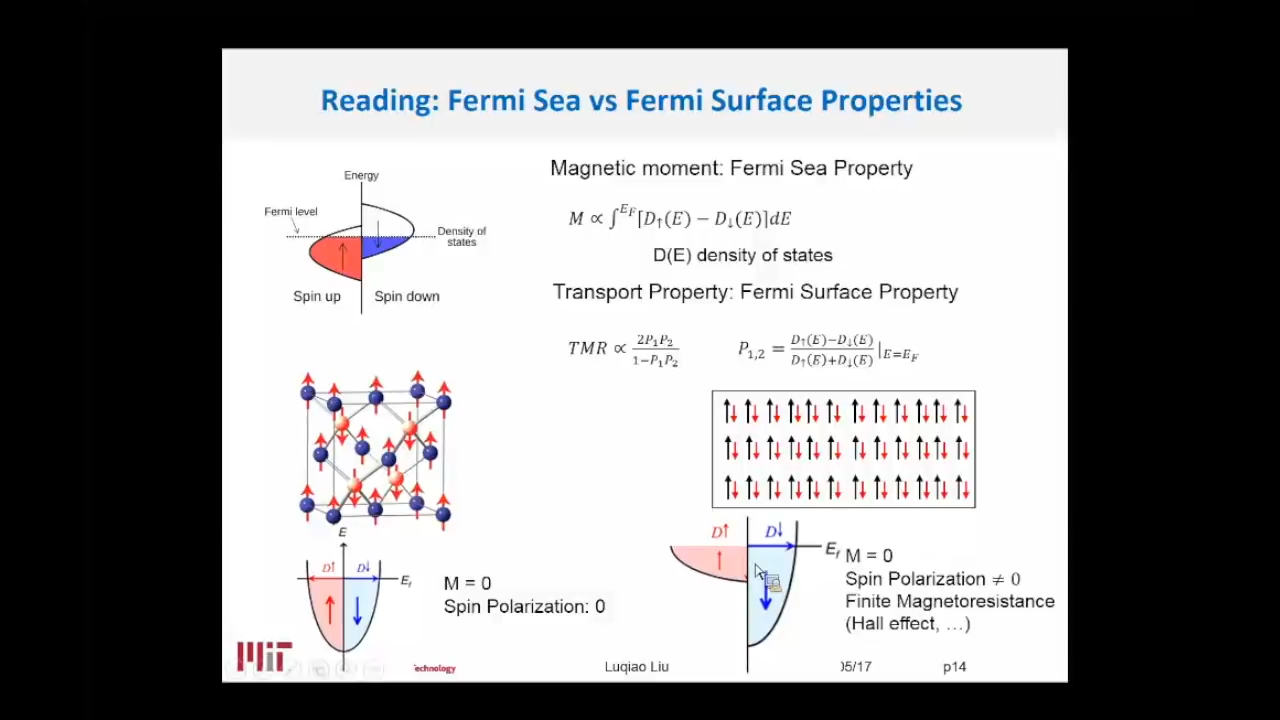 Reading: Fermi Sea vs Fermi Surface Properties
Energy
Fermi level
Density of
states
Spin up
Spin down
Magnetic moment: Fermi Sea Property
M ∝ ∫^{E_F} [D↑(E) − D↓(E)]dE
D(E) density of states
Transport Property: Fermi Surface Property
TMR ∝ 2P₁P₂ / 1−P₁P₂
P₁,₂ = D↑(E)−D↓(E) / D↑(E)+D↓(E) |_{E=E_F}
E
D↑
D↓
E_f
M = 0
Spin Polarization: 0
D↑
D↓
E_f
M = 0
Spin Polarization ≠ 0
Finite Magnetoresistance
(Hall effect, …)
MIT
Technology
Luqiao Liu
05/17
p14